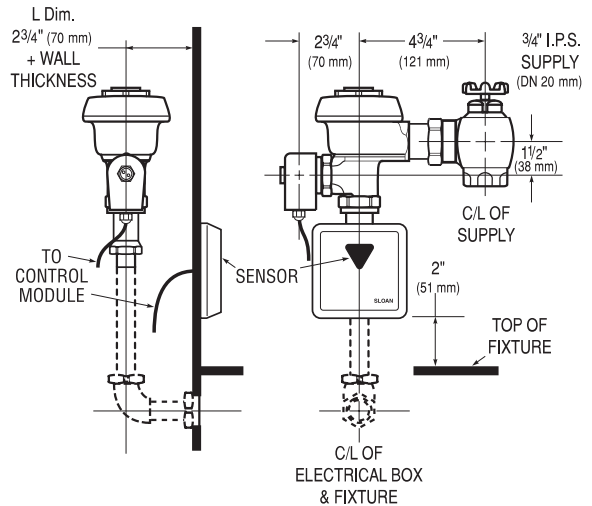 L Dim.
2 3/4" (70 mm)
+ WALL
THICKNESS
2 3/4"
(70 mm)
4 3/4"
(121 mm)
3/4" I.P.S.
SUPPLY
(DN 20 mm)
1 1/2"
(38 mm)
C/L OF
SUPPLY
TO
CONTROL
MODULE
SENSOR
SLOAN
2"
(51 mm)
TOP OF
FIXTURE
C/L OF
ELECTRICAL BOX
& FIXTURE